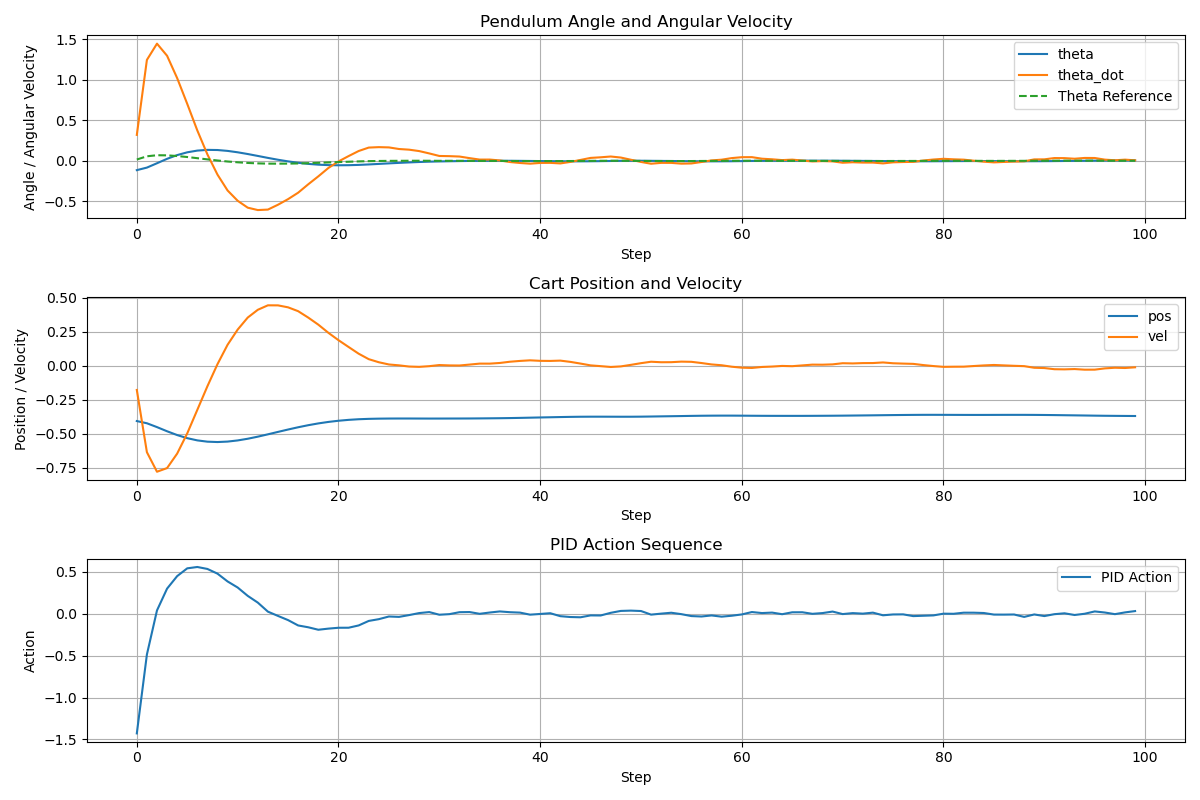 Pendulum Angle and Angular Velocity
Angle / Angular Velocity
1.5
1.0
0.5
0.0
−0.5
theta
theta_dot
Theta Reference
0
20
40
60
80
100
Step
Cart Position and Velocity
Position / Velocity
0.50
0.25
0.00
−0.25
−0.50
−0.75
pos
vel
0
20
40
60
80
100
Step
PID Action Sequence
Action
0.5
0.0
−0.5
−1.0
−1.5
PID Action
0
20
40
60
80
100
Step